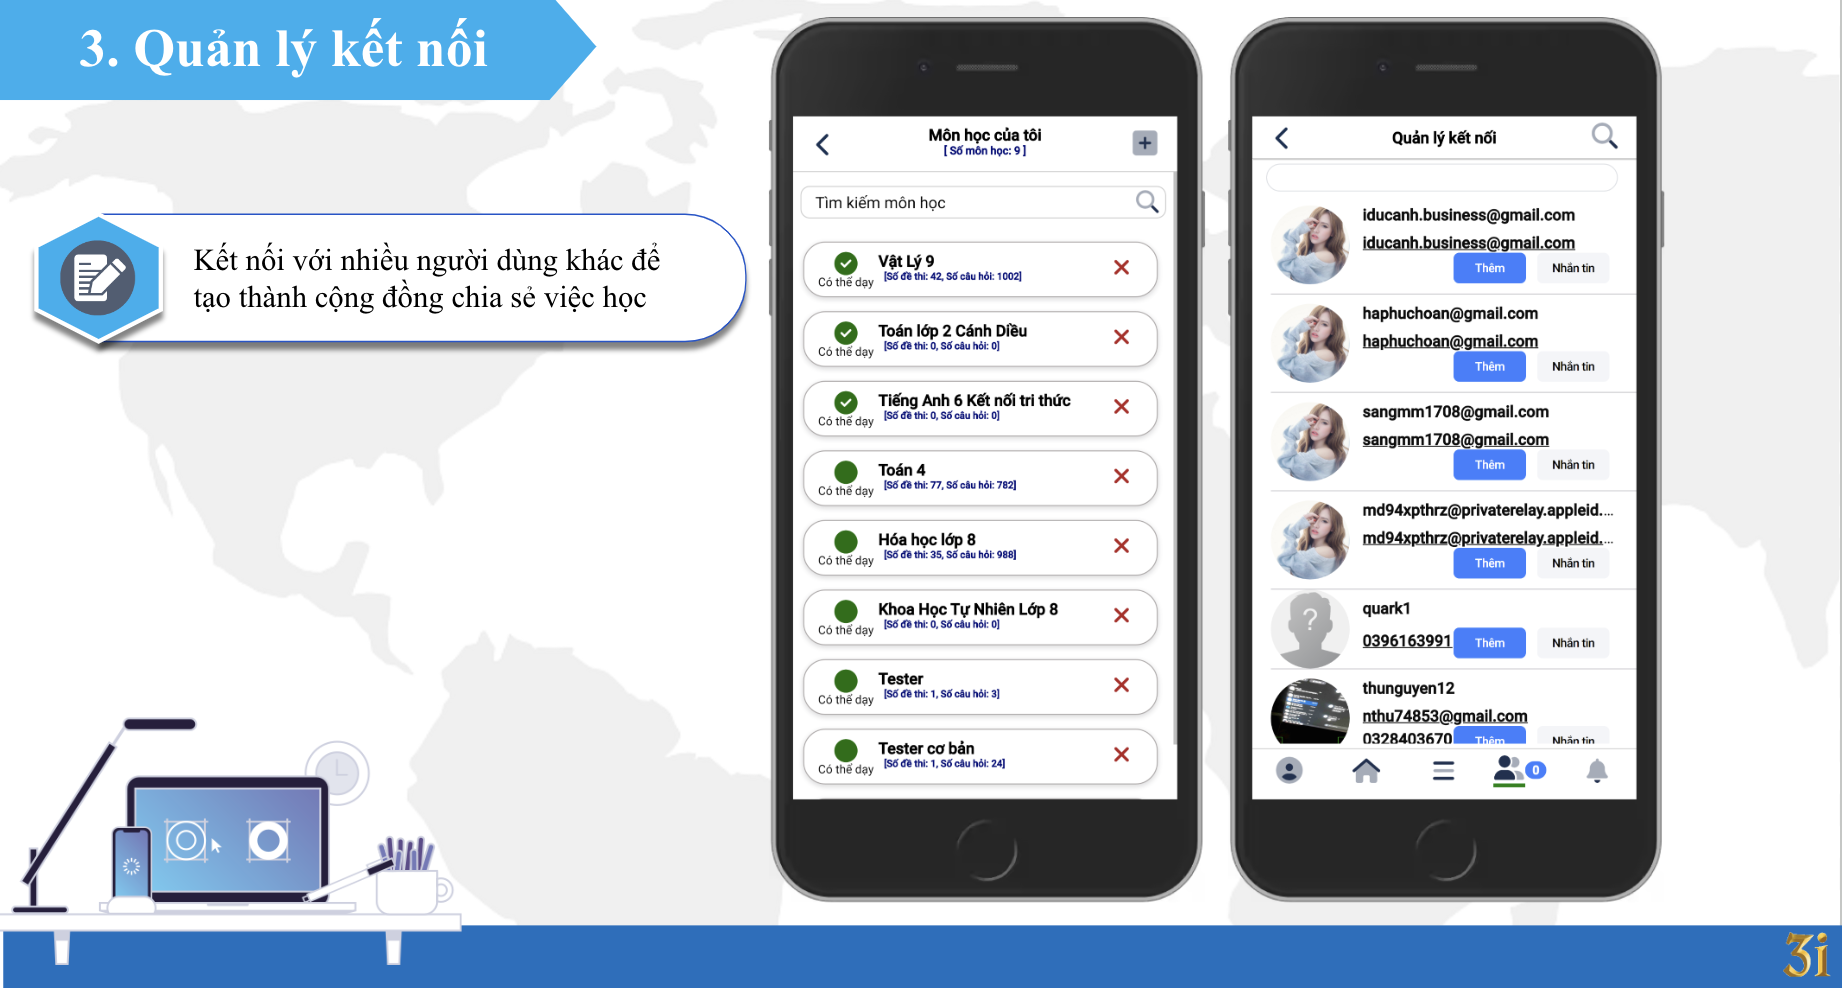 3. Quản lý kết nối
Kết nối với nhiều người dùng khác để
tạo thành cộng đồng chia sẻ việc học
Môn học của tôi
[ Số môn học: 9 ]
Tìm kiếm môn học
Vật Lý 9
[Số đề thi: 42, Số câu hỏi: 1002]
Có thể dạy
Toán lớp 2 Cánh Diều
[Số đề thi: 0, Số câu hỏi: 0]
Có thể dạy
Tiếng Anh 6 Kết nối tri thức
[Số đề thi: 0, Số câu hỏi: 0]
Có thể dạy
Toán 4
[Số đề thi: 77, Số câu hỏi: 782]
Có thể dạy
Hóa học lớp 8
[Số đề thi: 35, Số câu hỏi: 988]
Có thể dạy
Khoa Học Tự Nhiên Lớp 8
[Số đề thi: 0, Số câu hỏi: 0]
Có thể dạy
Tester
[Số đề thi: 1, Số câu hỏi: 3]
Có thể dạy
Tester cơ bản
[Số đề thi: 1, Số câu hỏi: 24]
Có thể dạy
Quản lý kết nối
iducanh.business@gmail.com
iducanh.business@gmail.com
Thêm Nhắn tin
haphuchoan@gmail.com
haphuchoan@gmail.com
Thêm Nhắn tin
sangmm1708@gmail.com
sangmm1708@gmail.com
Thêm Nhắn tin
md94xpthrz@privaterelay.appleid....
md94xpthrz@privaterelay.appleid....
Thêm Nhắn tin
quark1
0396163991 Thêm Nhắn tin
thunguyen12
nthu74853@gmail.com
0328403670 Thêm Nhắn tin
0
3i